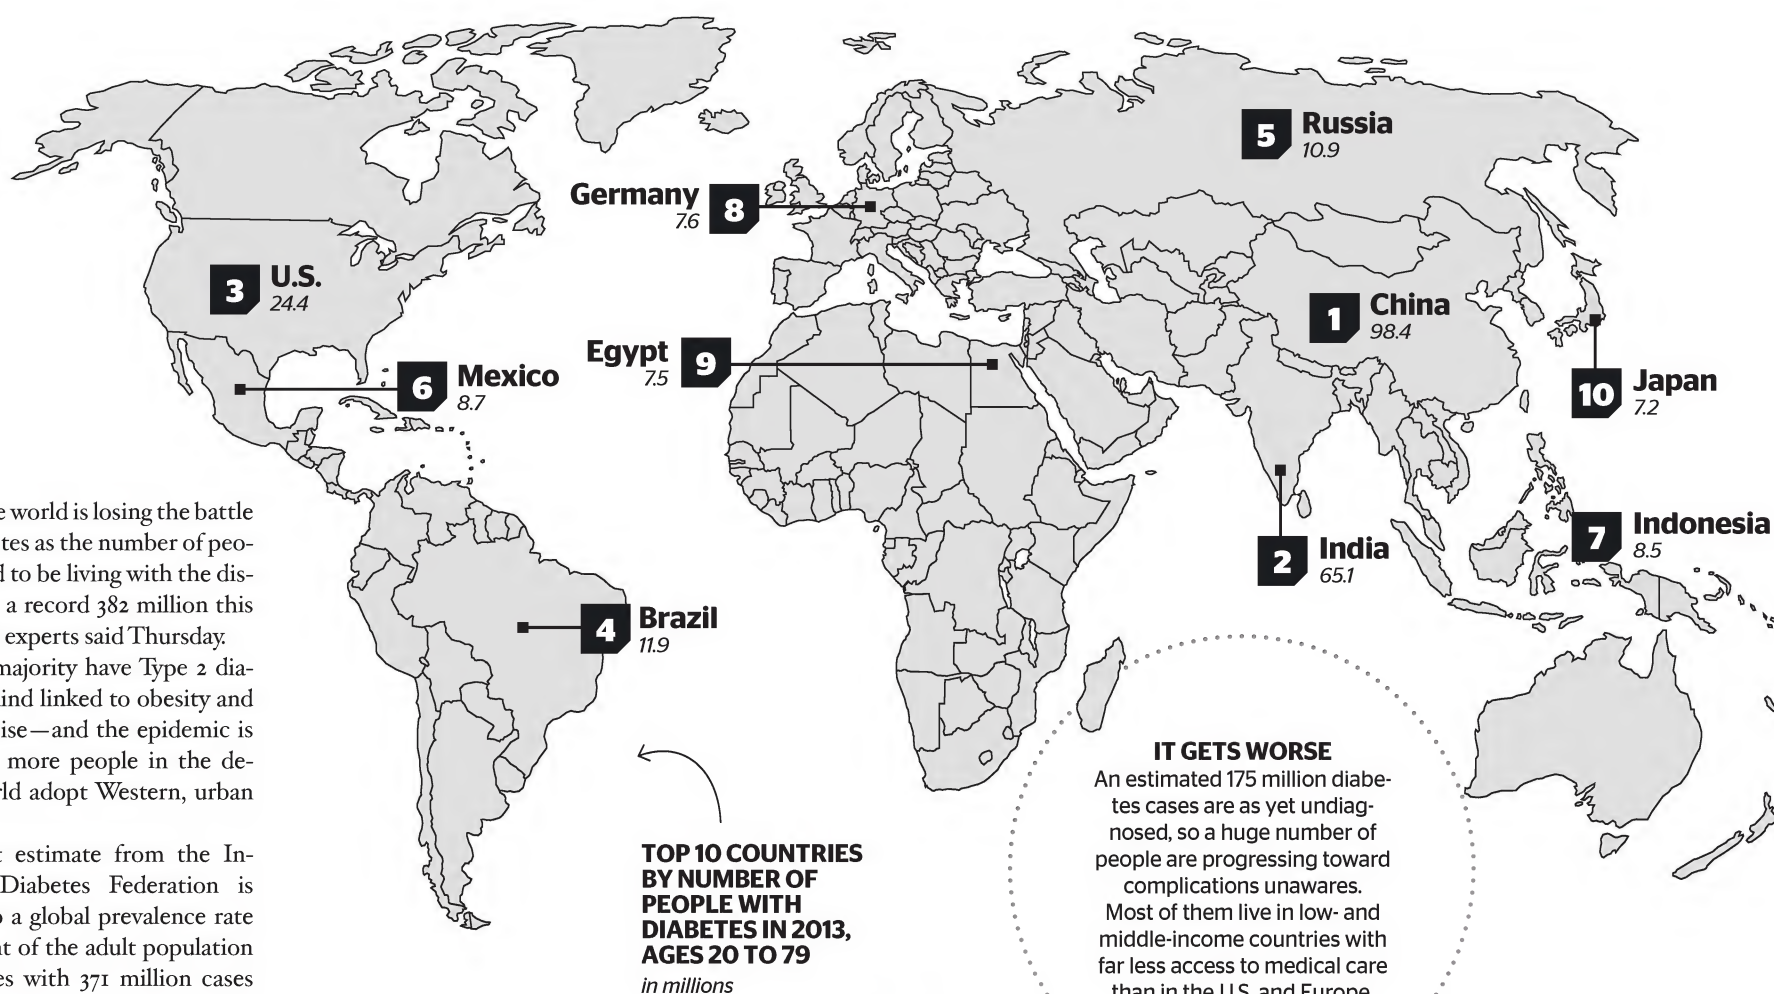 5 Russia
10.9
Germany 8
7.6
3 U.S.
24.4
1 China
98.4
Egypt 9
7.5
6 Mexico
8.7
10 Japan
7.2
7 Indonesia
8.5
2 India
65.1
4 Brazil
11.9
e world is losing the battle
tes as the number of peo-
d to be living with the dis-
a record 382 million this
experts said Thursday.
majority have Type 2 dia-
ind linked to obesity and
ise—and the epidemic is
more people in the de-
rld adopt Western, urban
t estimate from the In-
Diabetes Federation is
o a global prevalence rate
nt of the adult population
es with 371 million cases
TOP 10 COUNTRIES
BY NUMBER OF
PEOPLE WITH
DIABETES IN 2013,
AGES 20 TO 79
in millions
IT GETS WORSE
An estimated 175 million diabe-
tes cases are as yet undiag-
nosed, so a huge number of
people are progressing toward
complications unawares.
Most of them live in low- and
middle-income countries with
far less access to medical care
than in the U.S. and Europe